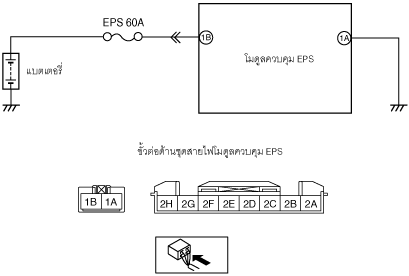 EPS 60A
1B
1A
โมดูลควบคุม EPS
แบตเตอรี่
ขั้วต่อด้านชุดสายไฟโมดูลควบคุม EPS
1B 1A
2H 2G 2F 2E 2D 2C 2B 2A